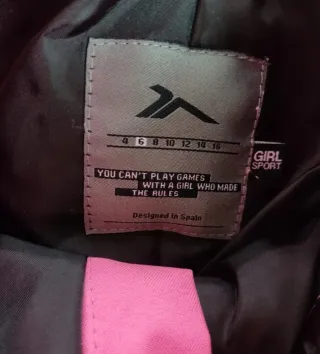 4 6 8 10 12 14 16
GIRL
SPORT
YOU CAN'T PLAY GAMES
WITH A GIRL WHO MADE
THE RULES
Designed in Spain